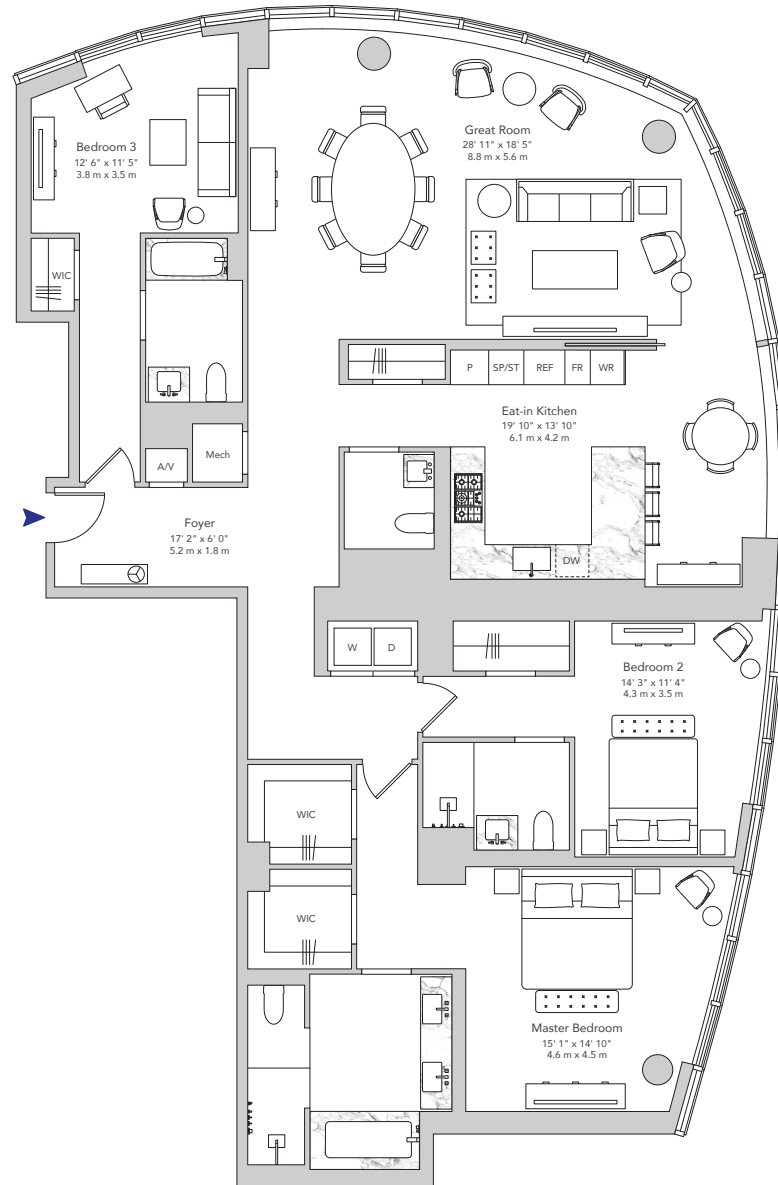 Bedroom 3
12' 6" x 11' 5"
3.8 m x 3.5 m
Great Room
28' 11" x 18' 5"
8.8 m x 5.6 m
WIC
P
SP/ST
REF
FR
WR
Eat-in Kitchen
19' 10" x 13' 10"
6.1 m x 4.2 m
A/V
Mech
Foyer
17' 2" x 6' 0"
5.2 m x 1.8 m
DW
W
D
Bedroom 2
14' 3" x 11' 4"
4.3 m x 3.5 m
WIC
WIC
Master Bedroom
15' 1" x 14' 10"
4.6 m x 4.5 m